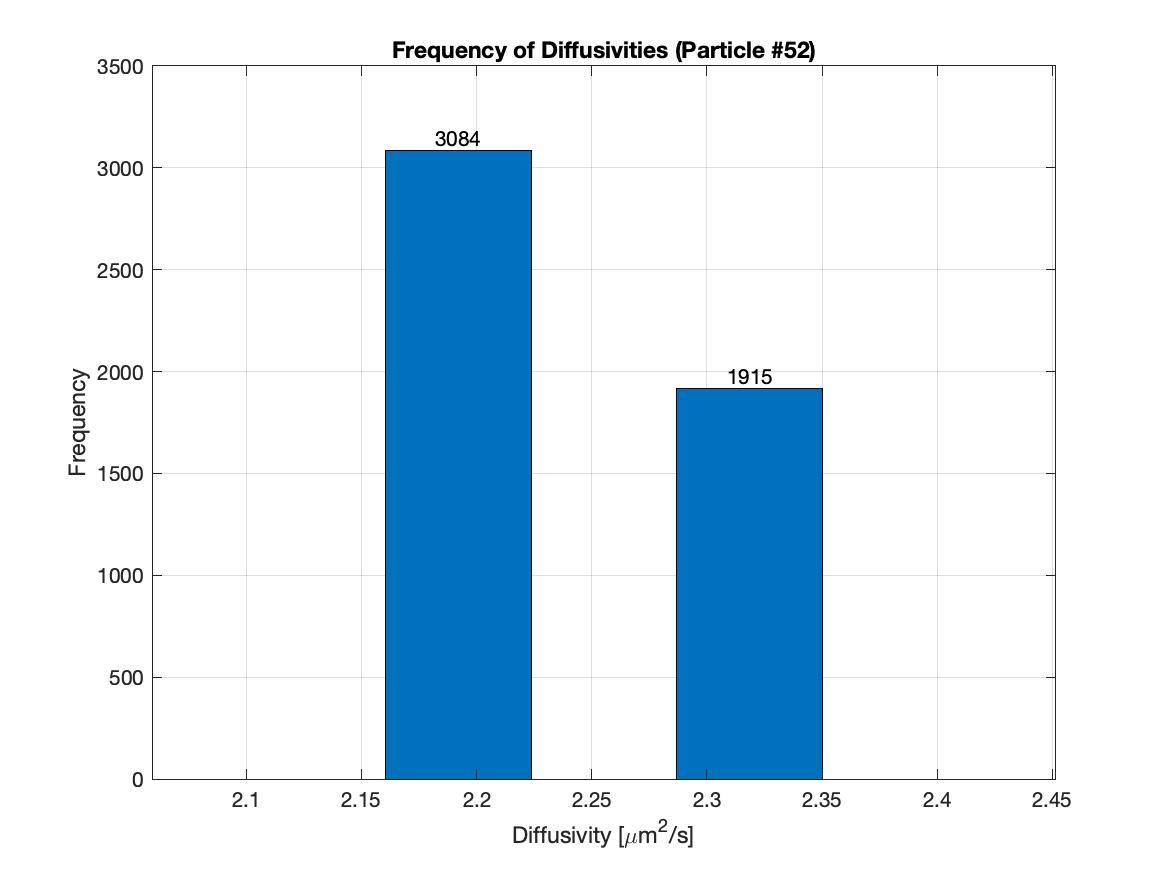 Frequency of Diffusivities (Particle #52)
3500
3000
2500
2000
1500
1000
500
0
Frequency
3084
1915
2.1 2.15 2.2 2.25 2.3 2.35 2.4 2.45
Diffusivity [μm²/s]